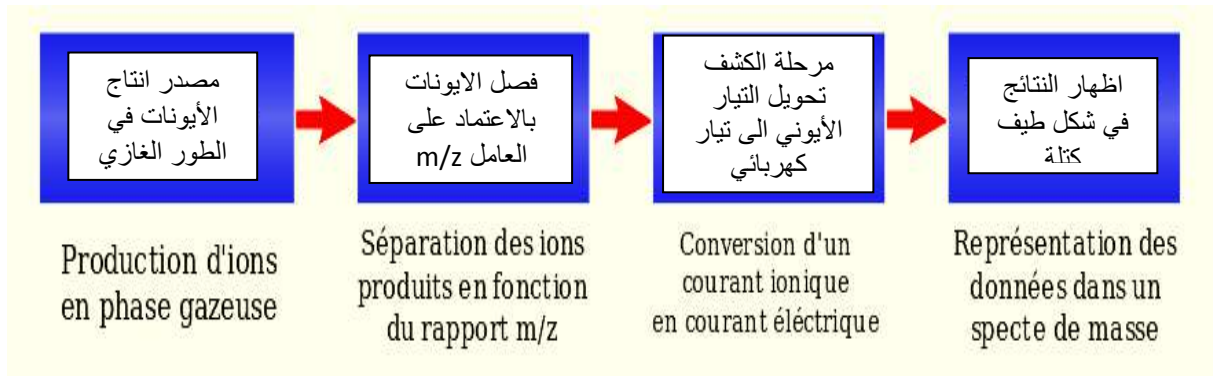 مصدر انتاج
الأيونات في
الطور الغازي
فصل الايونات
بالاعتماد على
العامل m/z
مرحلة الكشف
تحويل التيار
الأيوني الى تيار
كهربائي
اظهار النتائج
في شكل طيف
كتلة
Production d'ions
en phase gazeuse
Séparation des ions
produits en fonction
du rapport m/z
Conversion d'un
courant ionique
en courant éléctrique
Représentation des
données dans un
specte de masse